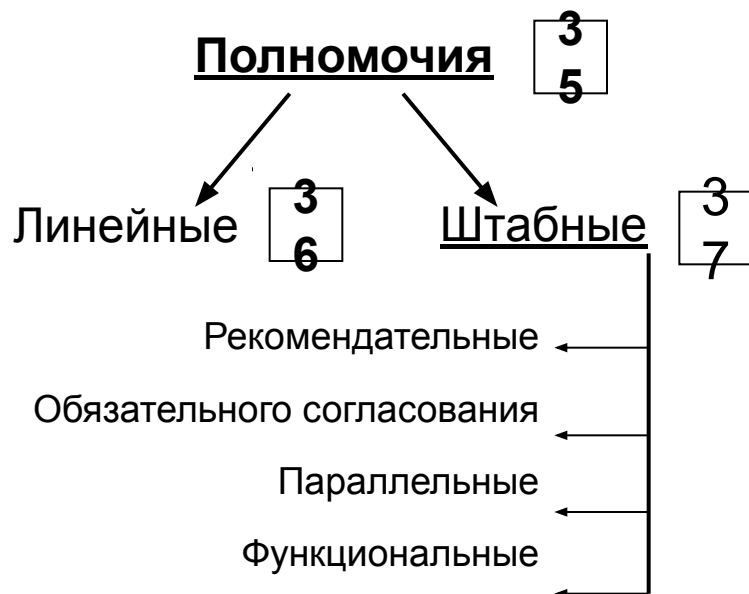 Полномочия
3
5
Линейные
3
6
Штабные
3
7
Рекомендательные
Обязательного согласования
Параллельные
Функциональные